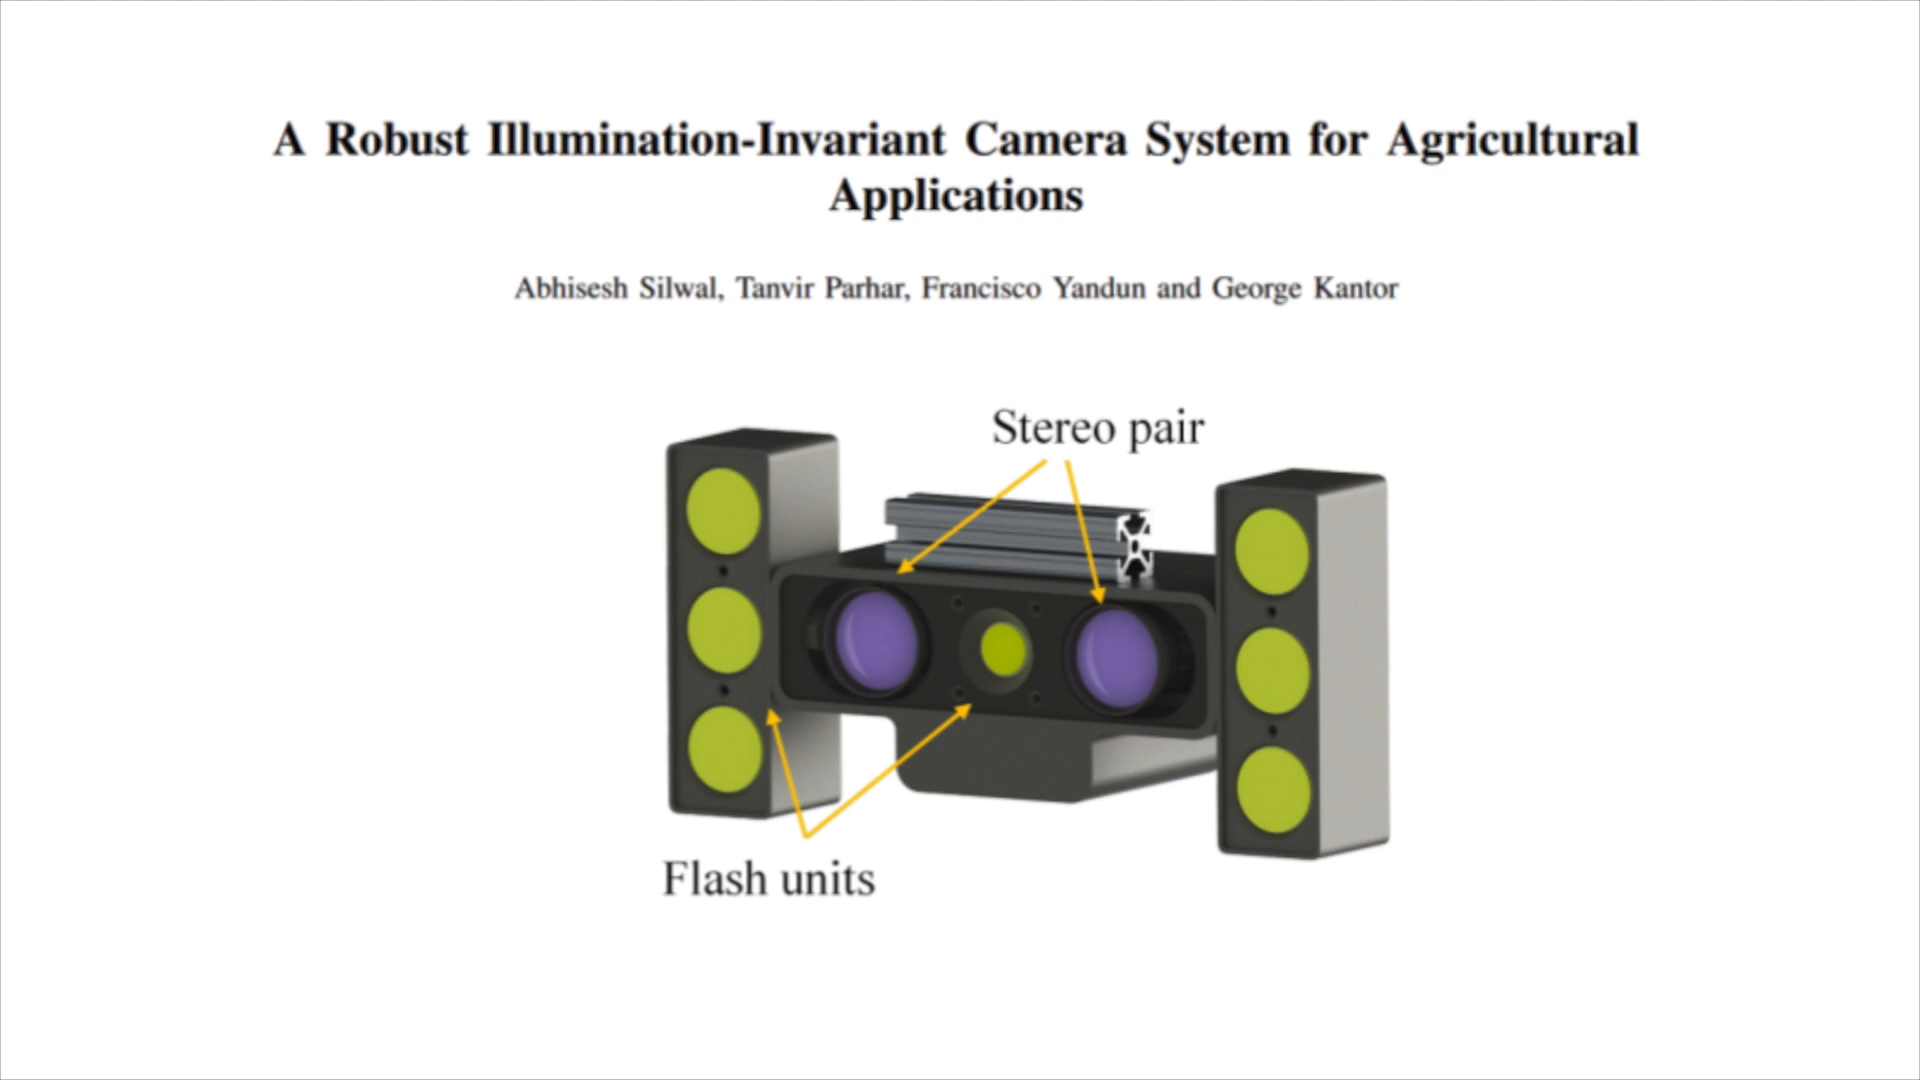 A Robust Illumination-Invariant Camera System for Agricultural
Applications
Abhisesh Silwal, Tanvir Parhar, Francisco Yandun and George Kantor
Stereo pair
Flash units